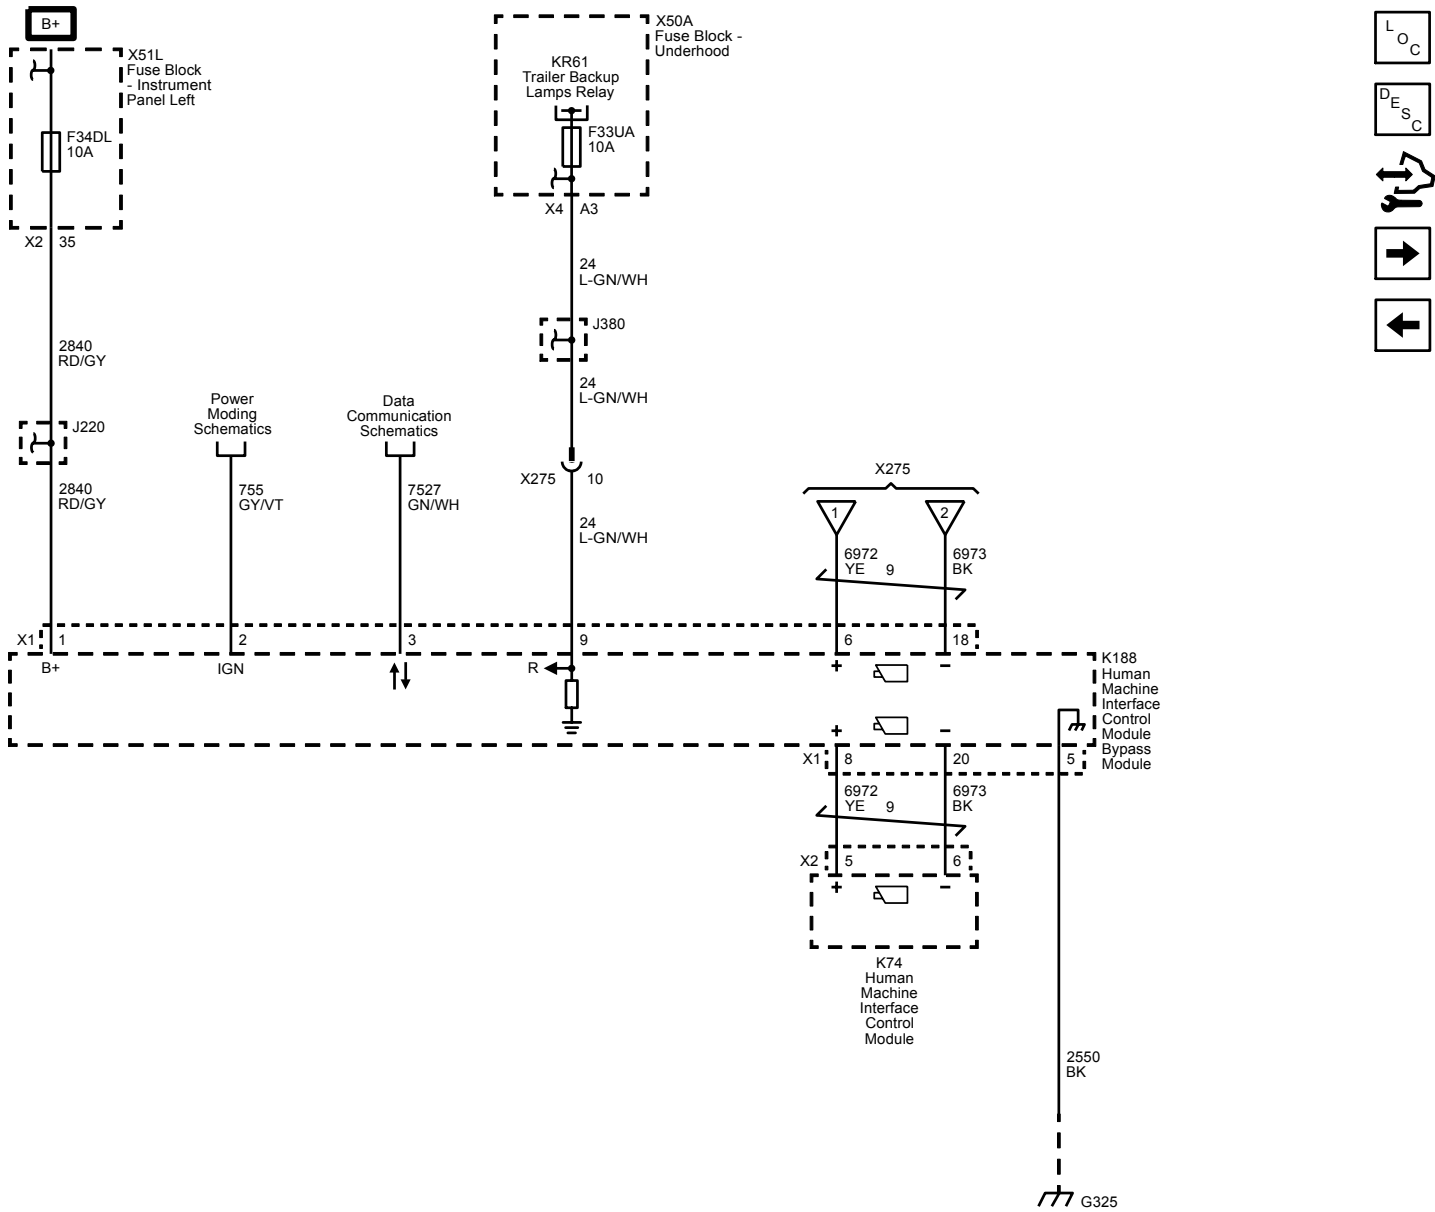 B+
X51L
Fuse Block
- Instrument
Panel Left
F34DL
10A
X2 35
2840
RD/GY
J220
2840
RD/GY
Power
Moding
Schematics
755
GY/VT
Data
Communication
Schematics
7527
GN/WH
X50A
Fuse Block -
Underhood
KR61
Trailer Backup
Lamps Relay
F33UA
10A
X4 A3
24
L-GN/WH
J380
24
L-GN/WH
X275 10
24
L-GN/WH
X275
1 2
6972
YE
9
6973
BK
X1 1 2 3 9 6 18
B+ IGN R + −
K188
Human
Machine
Interface
Control
Module
Bypass
Module
+ −
X1 8 20 5
6972
YE
9
6973
BK
X2 5 6
+ −
K74
Human
Machine
Interface
Control
Module
2550
BK
G325
LOC
DESC